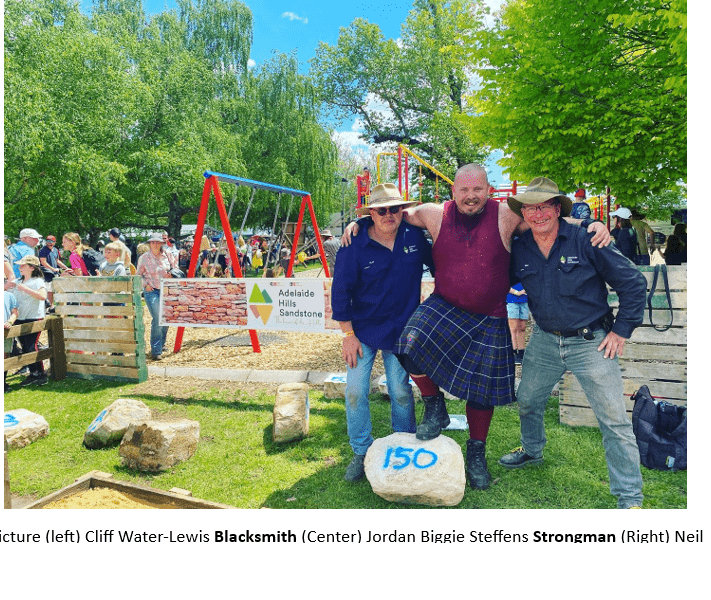 Adelaide
Hills
Sandstone
150
icture (left) Cliff Water-Lewis Blacksmith (Center) Jordan Biggie Steffens Strongman (Right) Neil